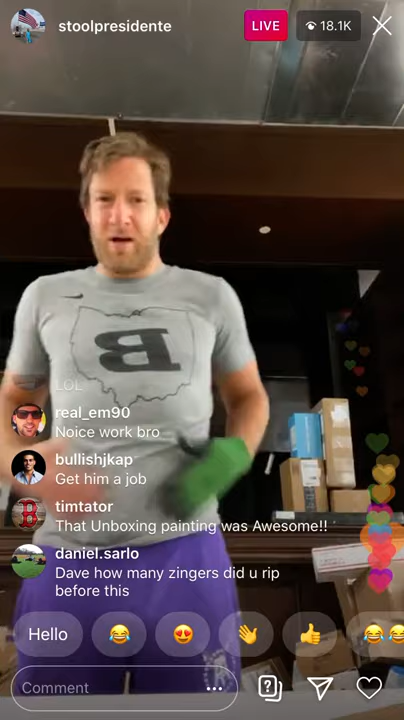 stoolpresidente
LIVE
18.1K
B
LOL
real_em90
Noice work bro
bullishjkap
Get him a job
timtator
That Unboxing painting was Awesome!!
daniel.sarlo
Dave how many zingers did u rip
before this
Hello
Comment